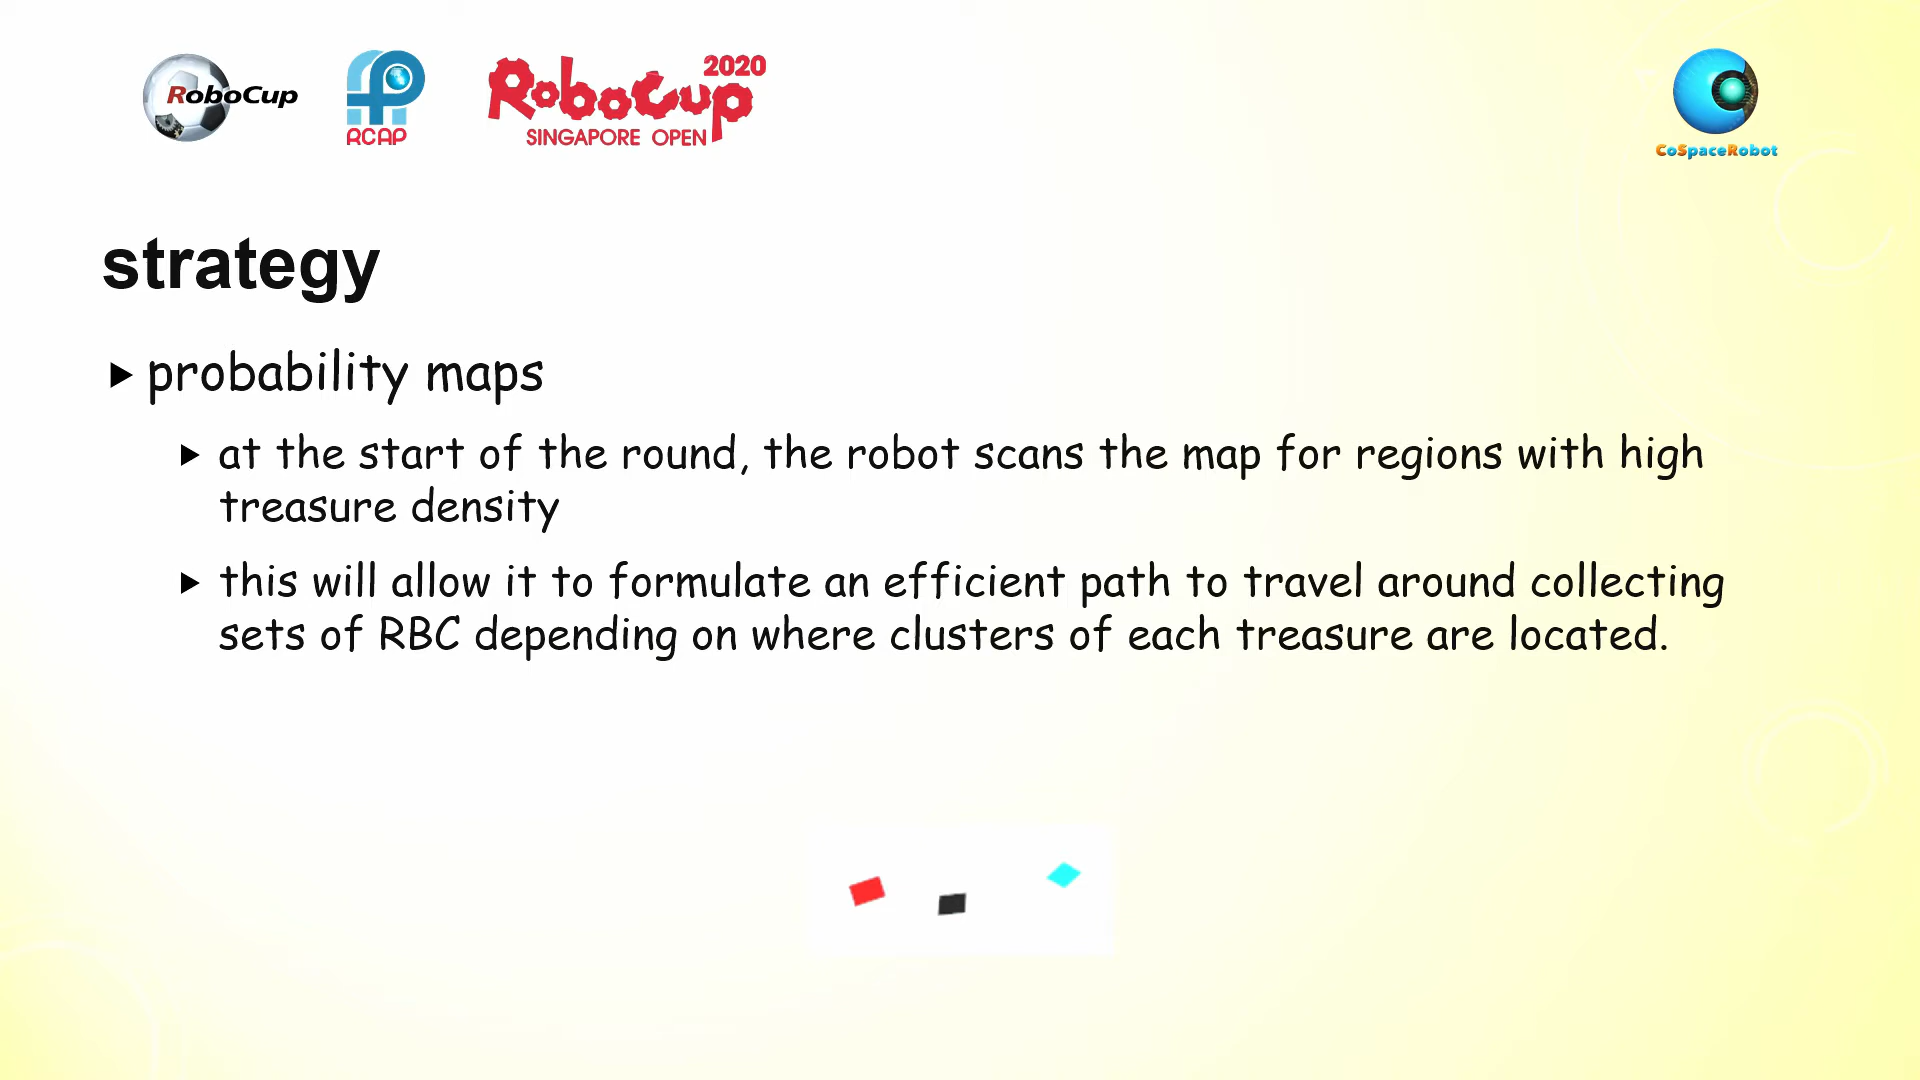 RoboCup
RCAP
RoboCup 2020
SINGAPORE OPEN
CoSpaceRobot
strategy
probability maps
at the start of the round, the robot scans the map for regions with high
treasure density
this will allow it to formulate an efficient path to travel around collecting
sets of RBC depending on where clusters of each treasure are located.